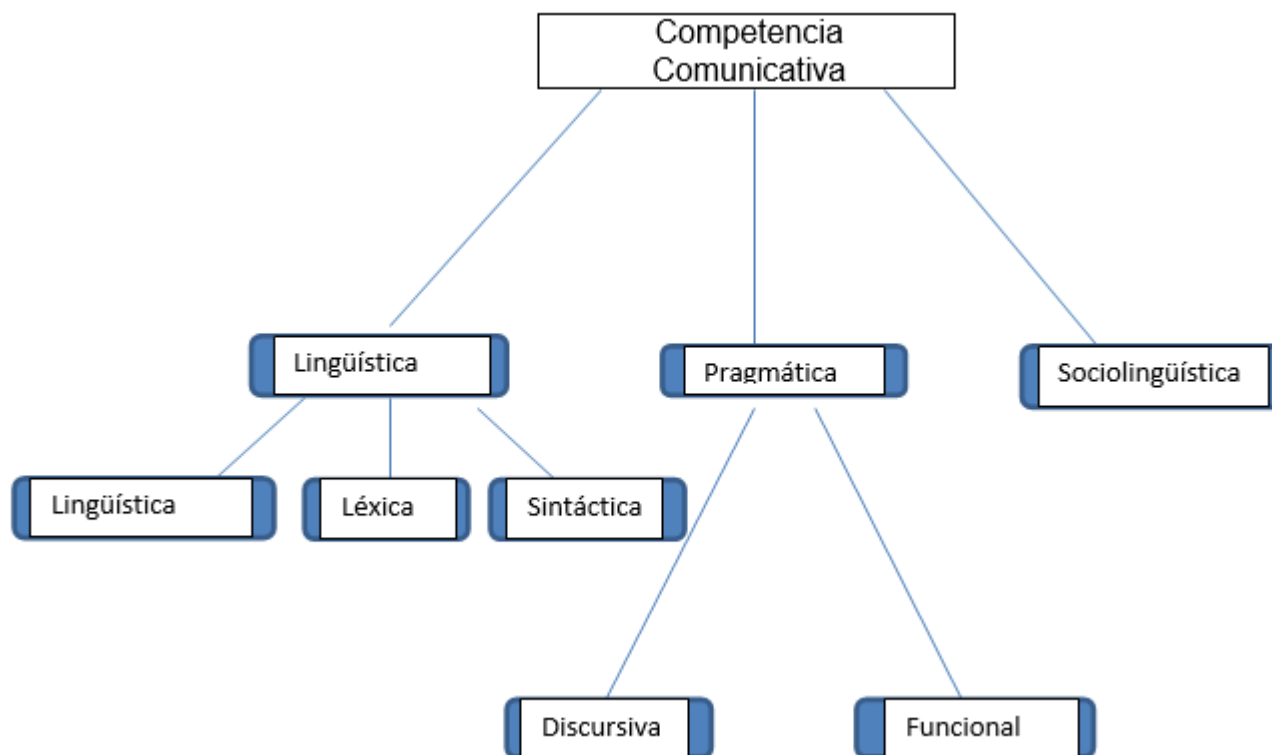 Competencia
Comunicativa
Lingüística
Pragmática
Sociolingüística
Lingüística
Léxica
Sintáctica
Discursiva
Funcional